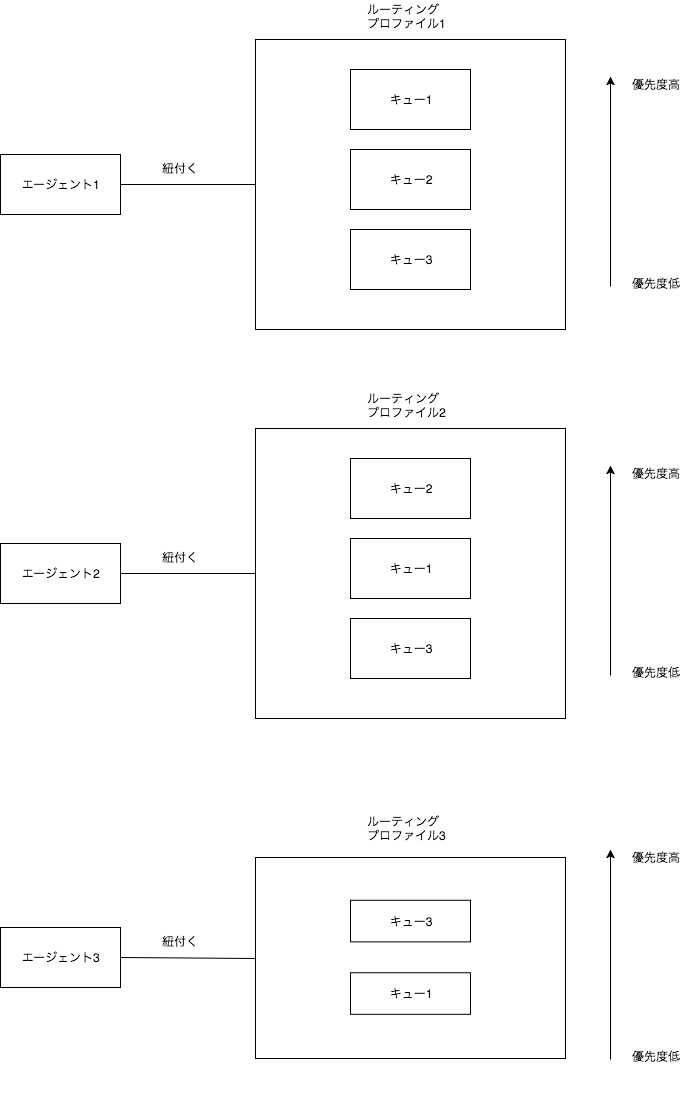 ルーティング
プロファイル1
キュー1
優先度高
エージェント1
紐付く
キュー2
キュー3
優先度低
ルーティング
プロファイル2
キュー2
優先度高
エージェント2
紐付く
キュー1
キュー3
優先度低
ルーティング
プロファイル3
優先度高
キュー3
エージェント3
紐付く
キュー1
優先度低